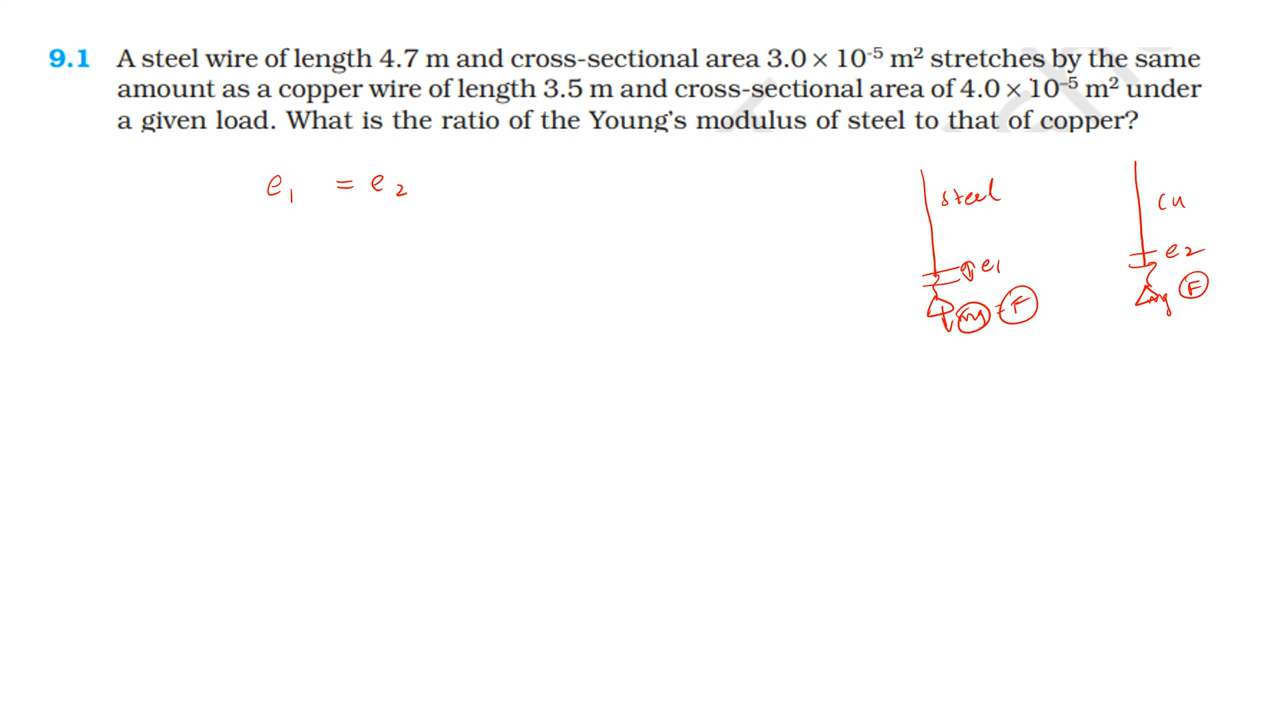 9.1 A steel wire of length 4.7 m and cross-sectional area 3.0 × 10⁻⁵ m² stretches by the same
amount as a copper wire of length 3.5 m and cross-sectional area of 4.0 × 10⁻⁵ m² under
a given load. What is the ratio of the Young's modulus of steel to that of copper?
e₁ = e₂
steel
cu
e₁
e₂
mg = F
mg F